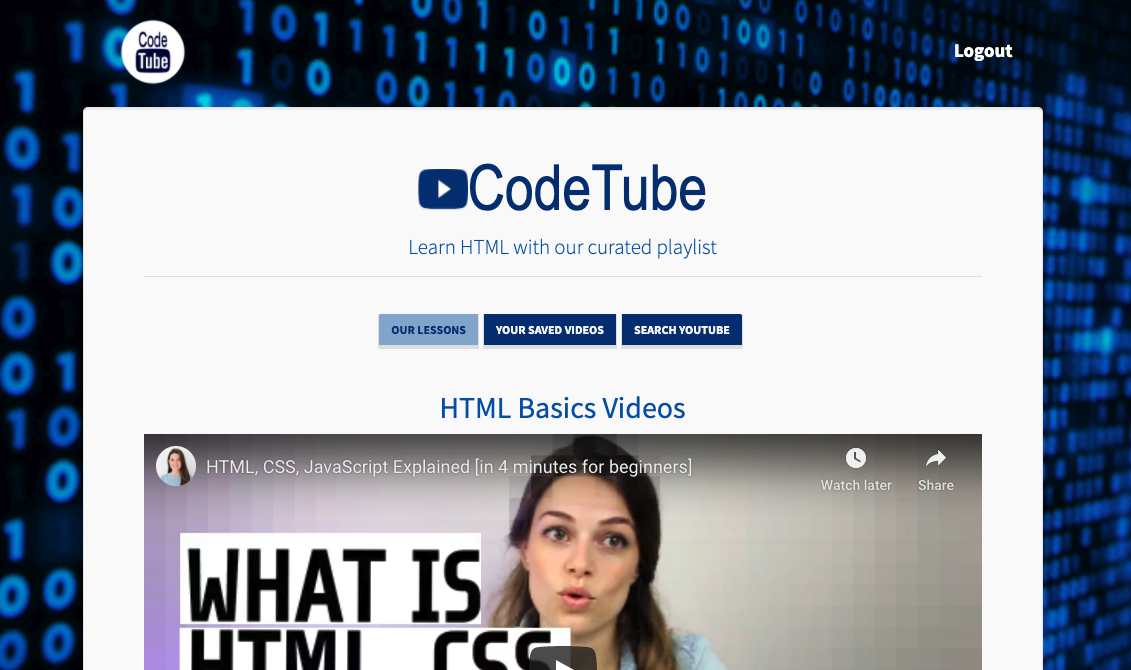 Code
Tube
Logout
CodeTube
Learn HTML with our curated playlist
OUR LESSONS
YOUR SAVED VIDEOS
SEARCH YOUTUBE
HTML Basics Videos
HTML, CSS, JavaScript Explained [in 4 minutes for beginners]
Watch later
Share
WHAT IS
HTML, CSS